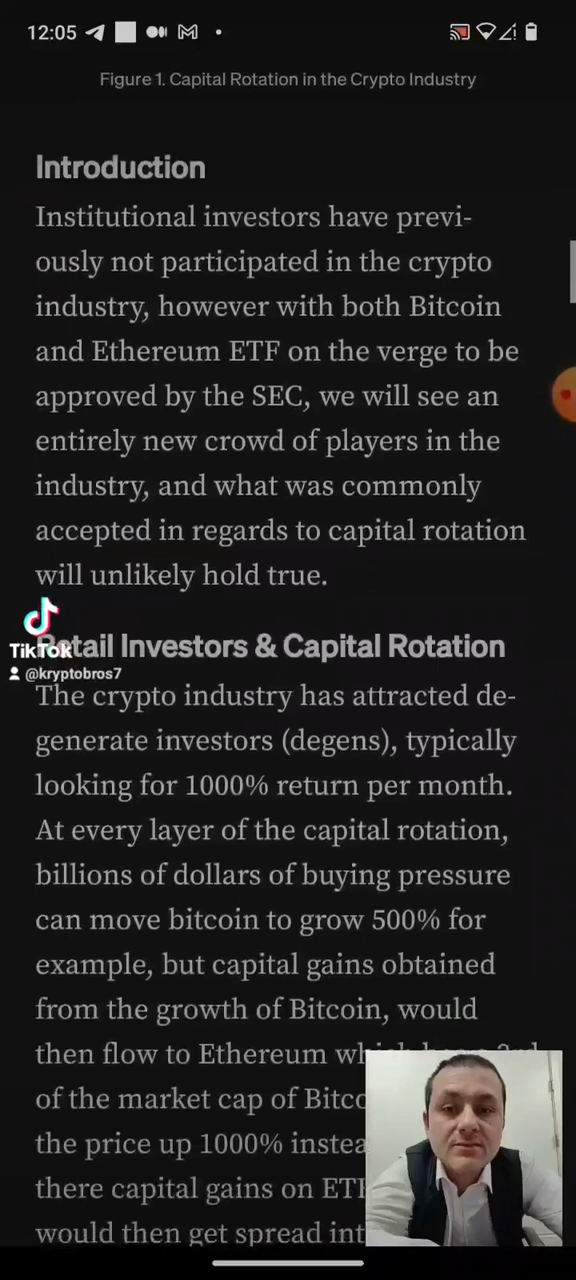 12:05
Figure 1. Capital Rotation in the Crypto Industry
Introduction
Institutional investors have previ-
ously not participated in the crypto
industry, however with both Bitcoin
and Ethereum ETF on the verge to be
approved by the SEC, we will see an
entirely new crowd of players in the
industry, and what was commonly
accepted in regards to capital rotation
will unlikely hold true.
TikTok
Retail Investors & Capital Rotation
@kryptobros7
The crypto industry has attracted de-
generate investors (degens), typically
looking for 1000% return per month.
At every layer of the capital rotation,
billions of dollars of buying pressure
can move bitcoin to grow 500% for
example, but capital gains obtained
from the growth of Bitcoin, would
then flow to Ethereum
of the market cap of
the price up 1000%
there capital gains on
would then get spread